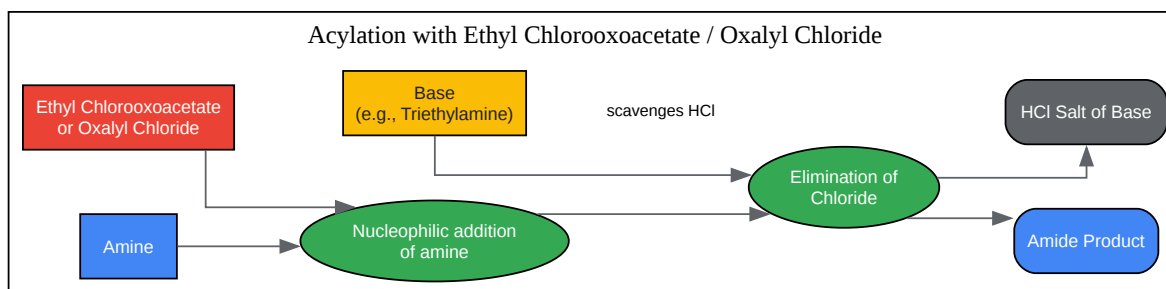 Acylation with Ethyl Chlorooxoacetate / Oxalyl Chloride
Ethyl Chlorooxoacetate
or Oxalyl Chloride
Base
(e.g., Triethylamine)
scavenges HCl
HCl Salt of Base
Elimination of
Chloride
Amine
Nucleophilic addition
of amine
Amide Product